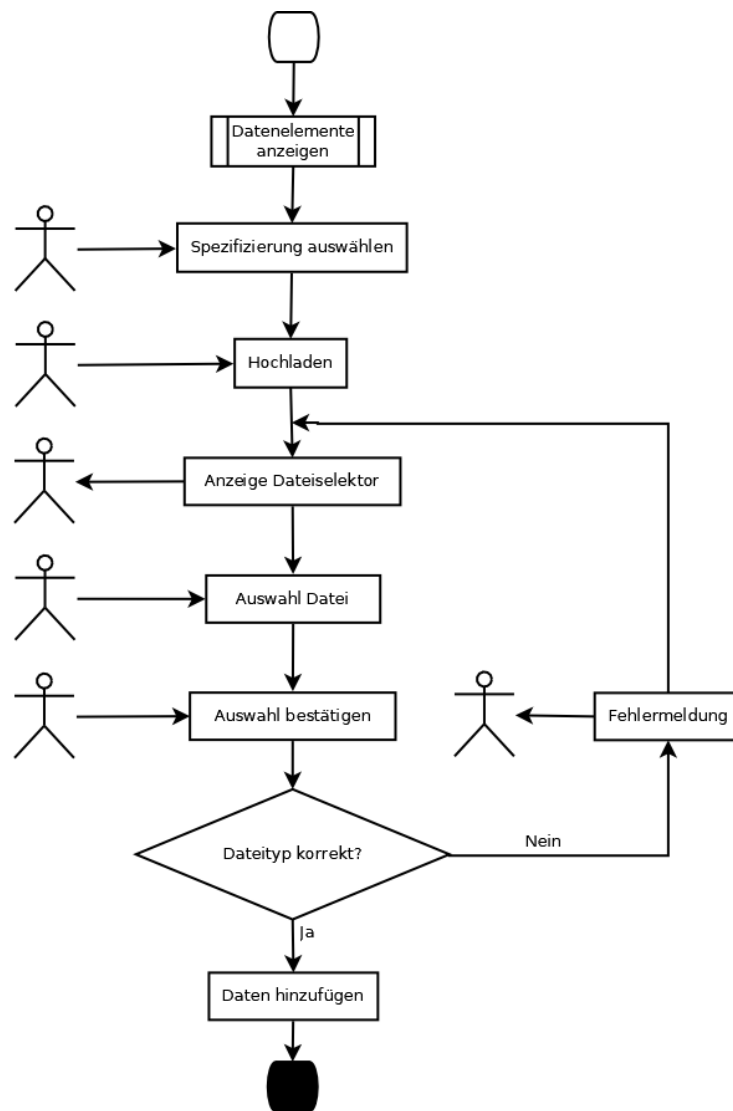 Datenelemente
anzeigen
Spezifizierung auswählen
Hochladen
Anzeige Dateiselektor
Auswahl Datei
Auswahl bestätigen
Fehlermeldung
Dateityp korrekt?
Nein
Ja
Daten hinzufügen